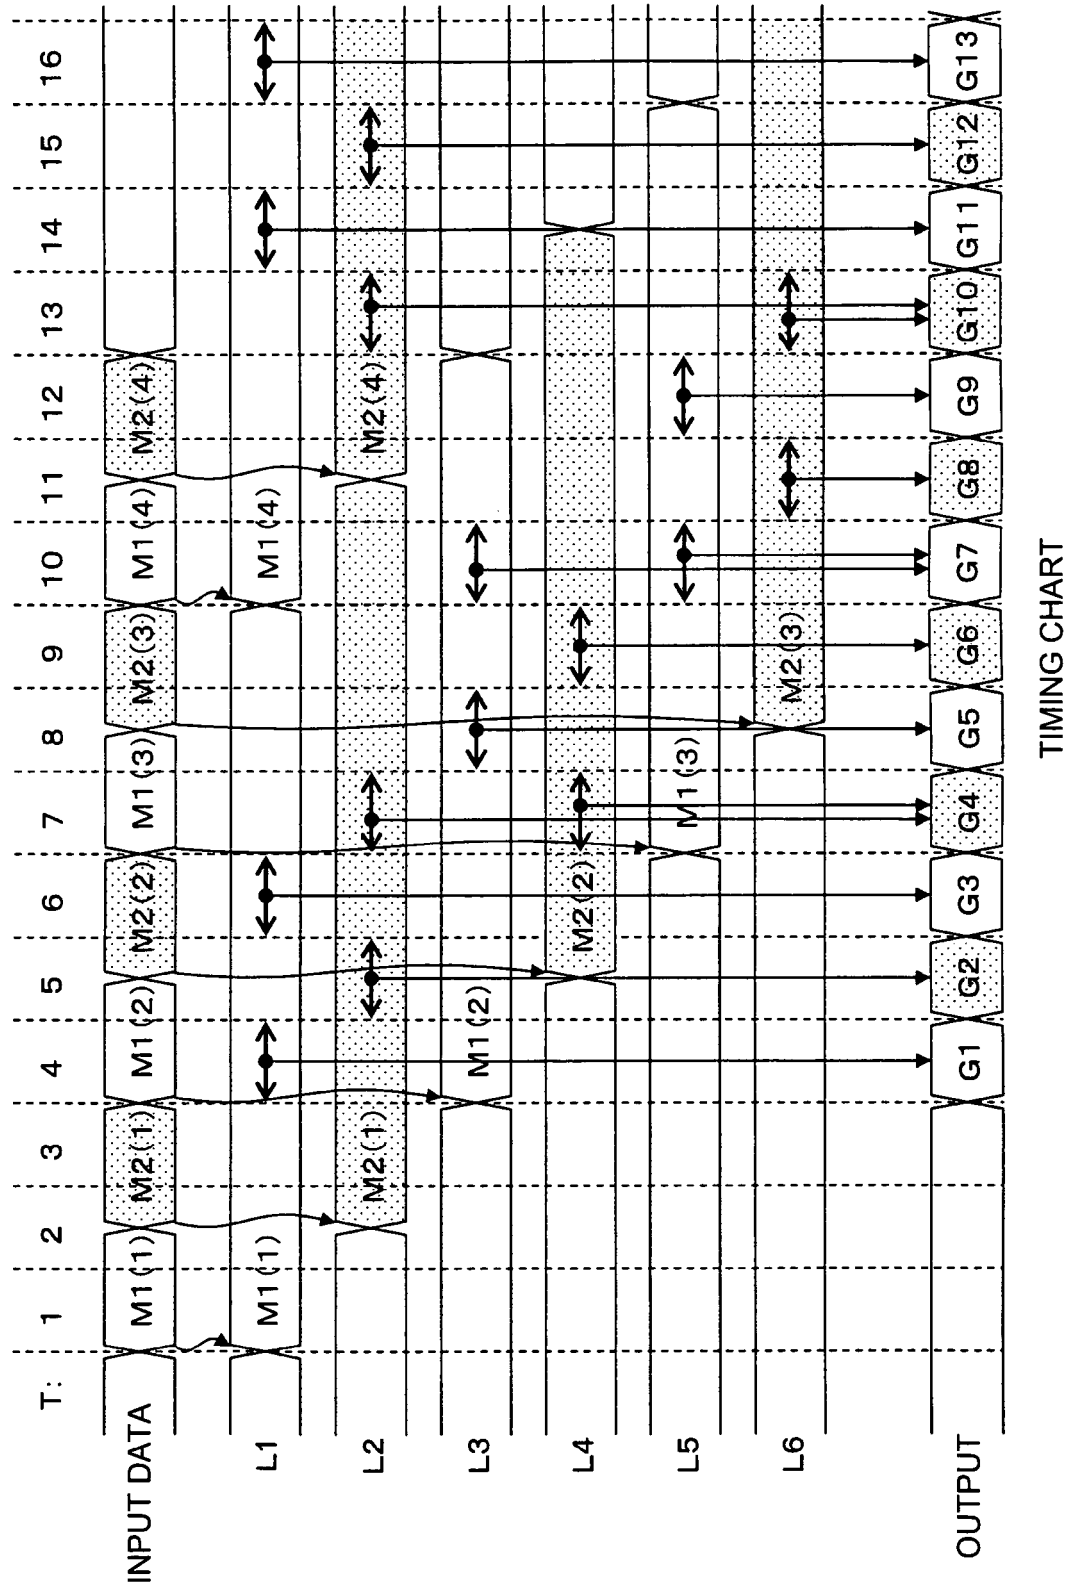 T: 1 2 3 4 5 6 7 8 9 10 11 12 13 14 15 16
INPUT DATA M1(1) M2(1) M1(2) M2(2) M1(3) M2(3) M1(4) M2(4)
L1 M1(1) M1(4)
L2 M2(1) M2(4)
L3 M1(2)
L4 M2(2)
L5 M1(3)
L6 M2(3)
OUTPUT G1 G2 G3 G4 G5 G6 G7 G8 G9 G10 G11 G12 G13
TIMING CHART